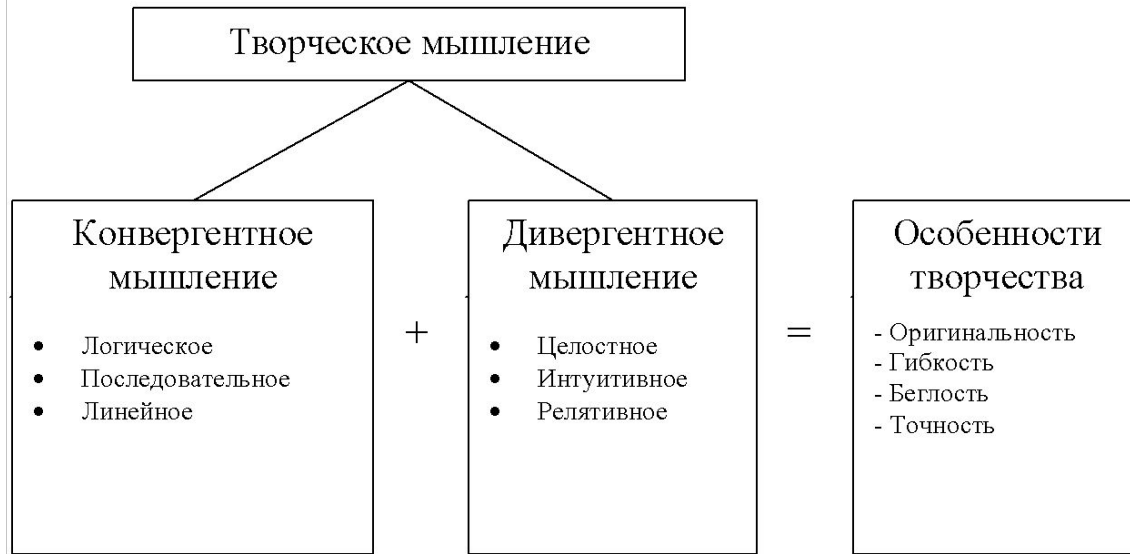 Творческое мышление
Конвергентное
мышление
• Логическое
• Последовательное
• Линейное
+
Дивергентное
мышление
• Целостное
• Интуитивное
• Релятивное
=
Особенности
творчества
- Оригинальность
- Гибкость
- Беглость
- Точность